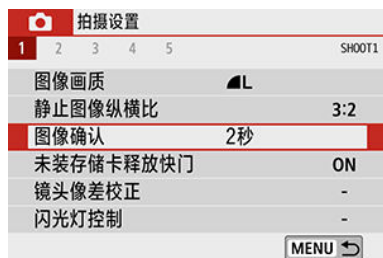 拍摄设置
1 2 3 4 5 SHOOT1
图像画质 L
静止图像纵横比 3:2
图像确认 2秒
未装存储卡释放快门 ON
镜头像差校正 -
闪光灯控制 -
MENU